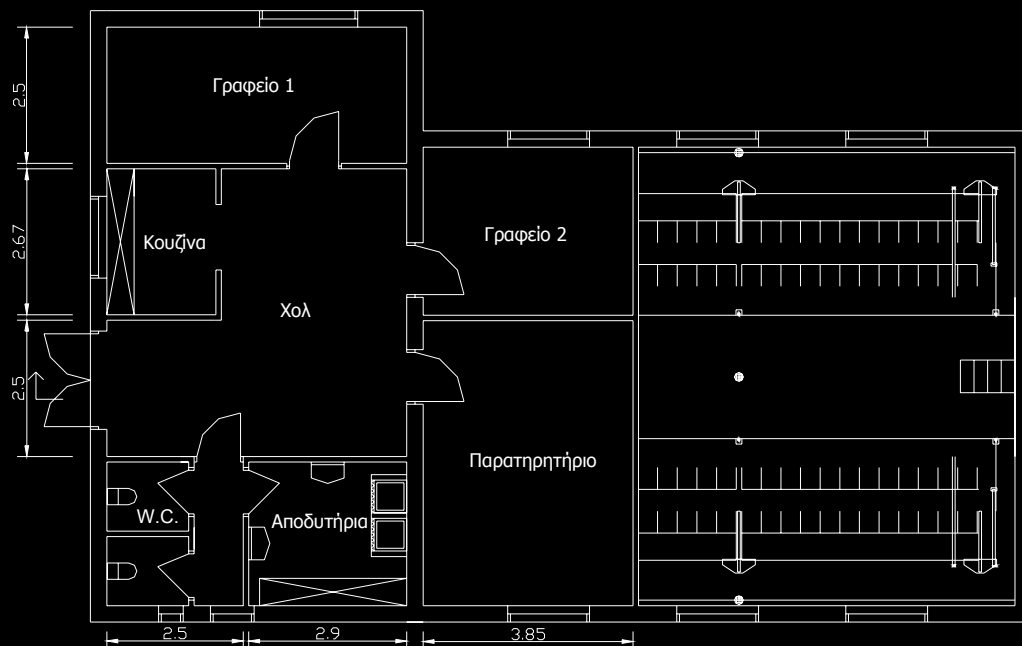 Γραφείο 1
2.5
Κουζίνα
2.67
Γραφείο 2
Χολ
2.5
Παρατηρητήριο
W.C.
Αποδυτήρια
2.5
2.9
3.85